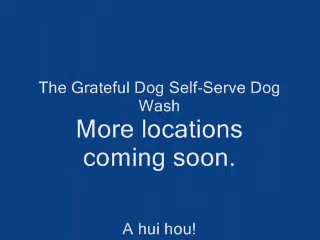 The Grateful Dog Self-Serve Dog
Wash
More locations
coming soon.
A hui hou!